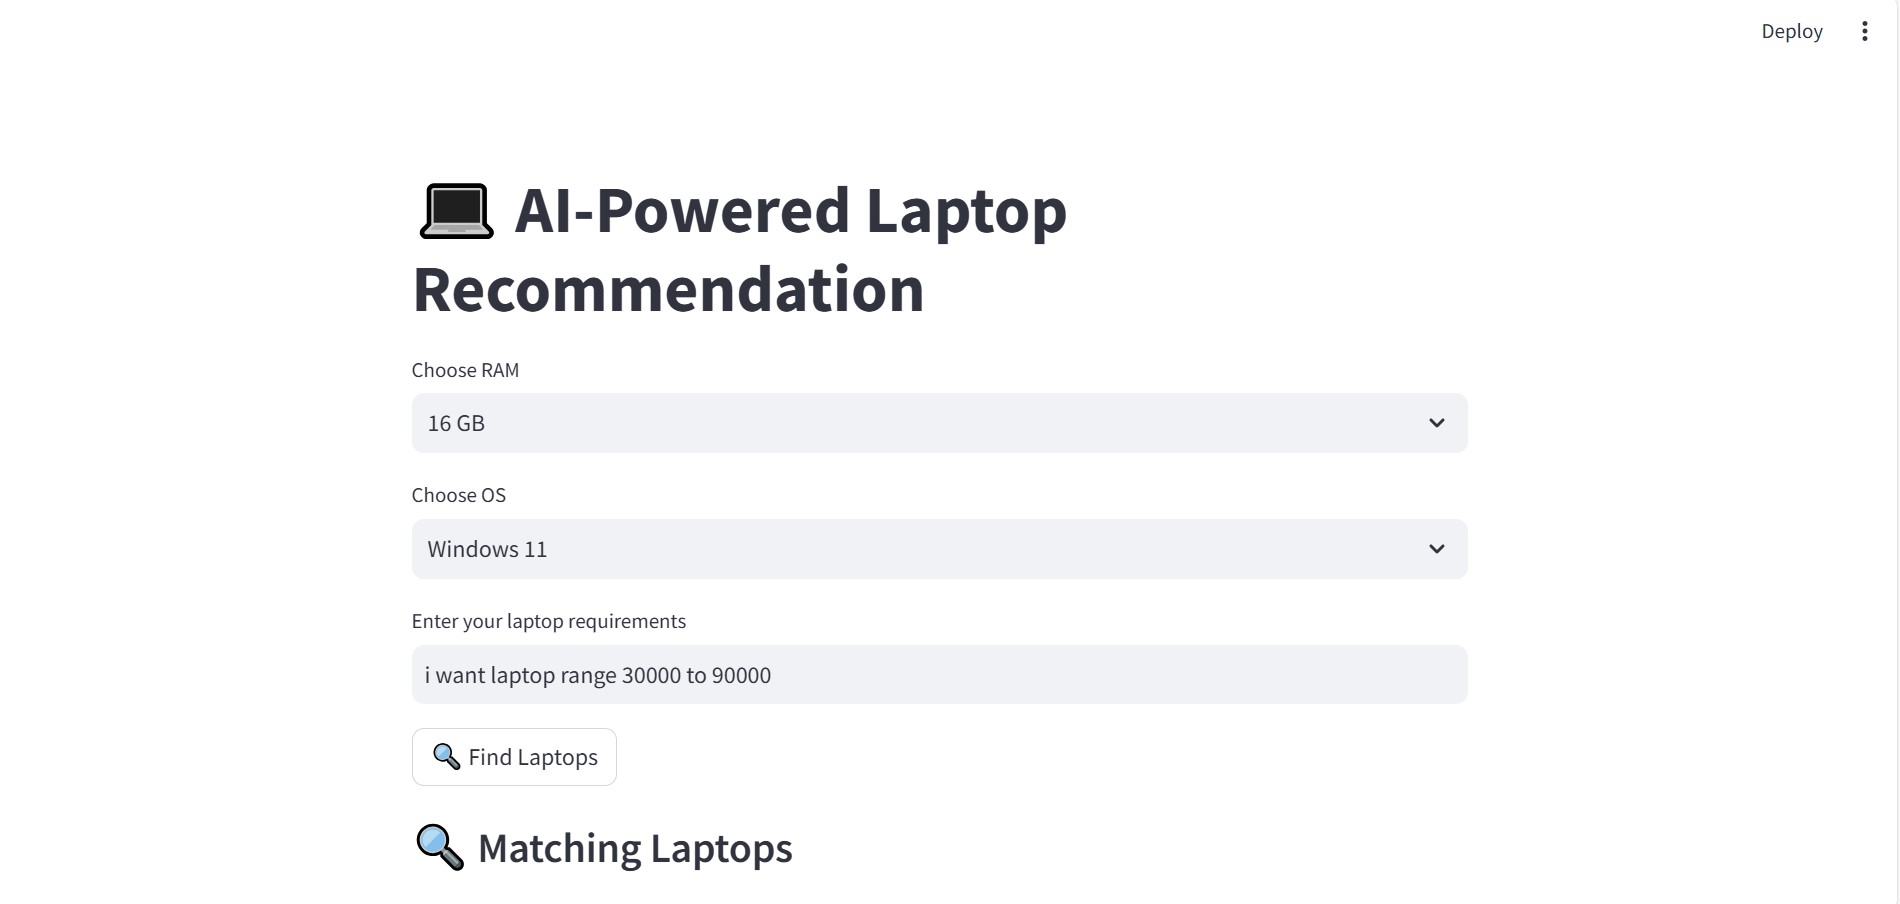 Deploy
AI-Powered Laptop
Recommendation
Choose RAM
16 GB
Choose OS
Windows 11
Enter your laptop requirements
i want laptop range 30000 to 90000
Find Laptops
Matching Laptops